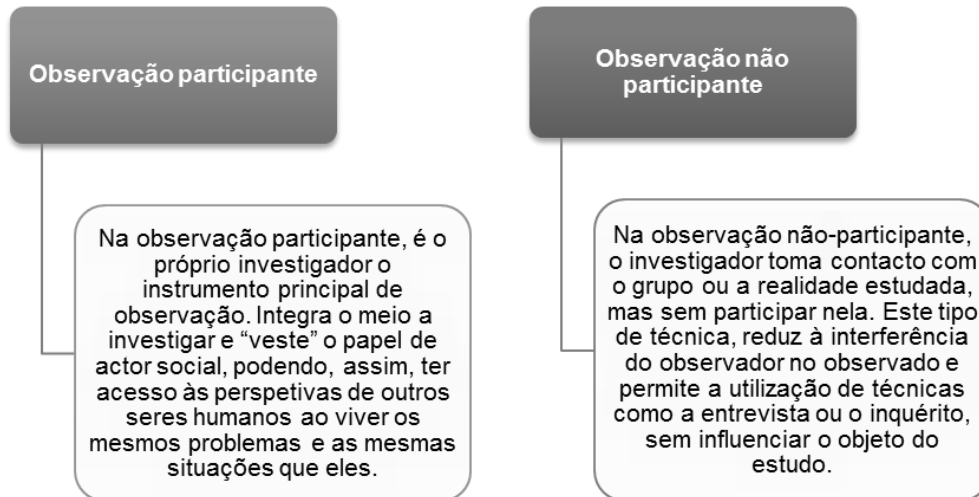 Observação participante
Na observação participante, é o
próprio investigador o
instrumento principal de
observação. Integra o meio a
investigar e “veste” o papel de
actor social, podendo, assim, ter
acesso às perspetivas de outros
seres humanos ao viver os
mesmos problemas e as mesmas
situações que eles.
Observação não
participante
Na observação não-participante,
o investigador toma contacto com
o grupo ou a realidade estudada,
mas sem participar nela. Este tipo
de técnica, reduz à interferência
do observador no observado e
permite a utilização de técnicas
como a entrevista ou o inquérito,
sem influenciar o objeto do
estudo.